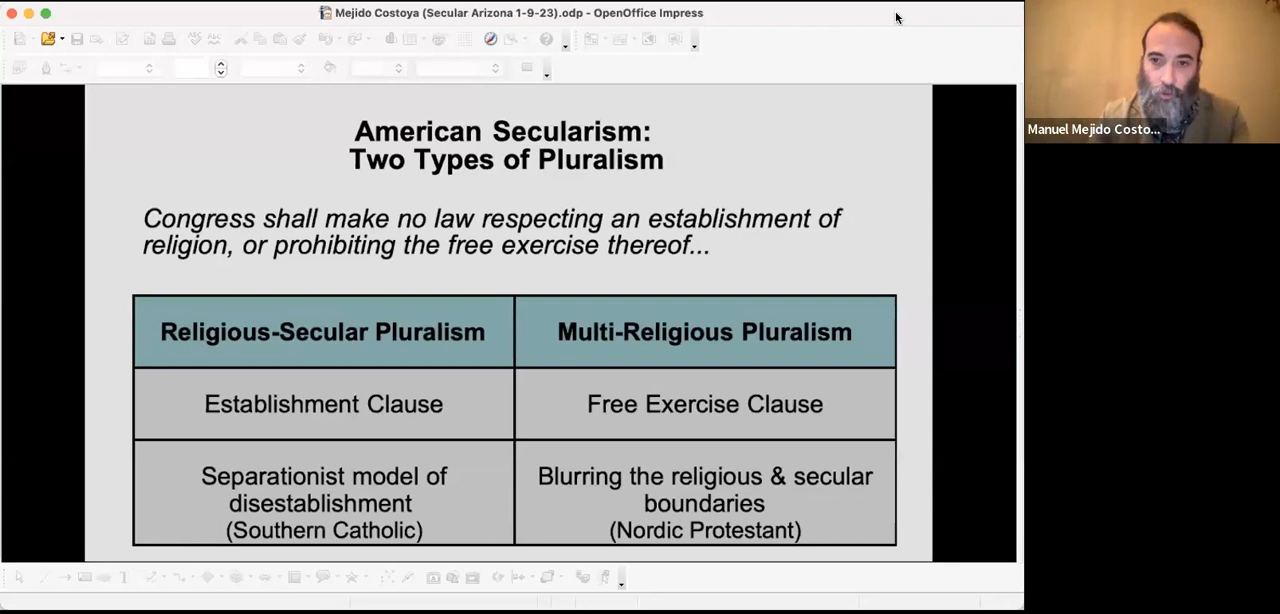 Mejido Costoya (Secular Arizona 1-9-23).odp - OpenOffice Impress
American Secularism:
Two Types of Pluralism
Congress shall make no law respecting an establishment of
religion, or prohibiting the free exercise thereof...
Religious-Secular Pluralism
Multi-Religious Pluralism
Establishment Clause
Free Exercise Clause
Separationist model of
disestablishment
(Southern Catholic)
Blurring the religious & secular
boundaries
(Nordic Protestant)
Manuel Mejido Costo...